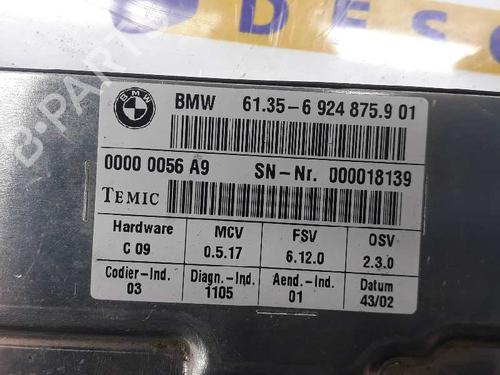 DESG
B-PARTS
BMW
BMW 61.35-6 924 875.9 01
0000 0056 A9 SN-Nr. 000018139
TEMIC
Hardware MCV FSV OSV
C 09 0.5.17 6.12.0 2.3.0
Codier-Ind. Diagn.-Ind. Aend.-Ind. Datum
03 1105 01 43/02